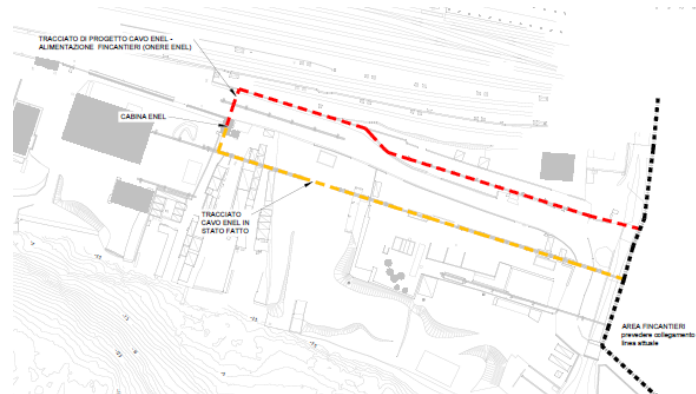 TRACCIATO DI PROGETTO CAVO ENEL -
ALIMENTAZIONE FINCANTIERI (ONERE ENEL)
CABINA ENEL
TRACCIATO
CAVO ENEL IN
STATO FATTO
AREA FINCANTIERI
prevedere collegamento
linea attuale